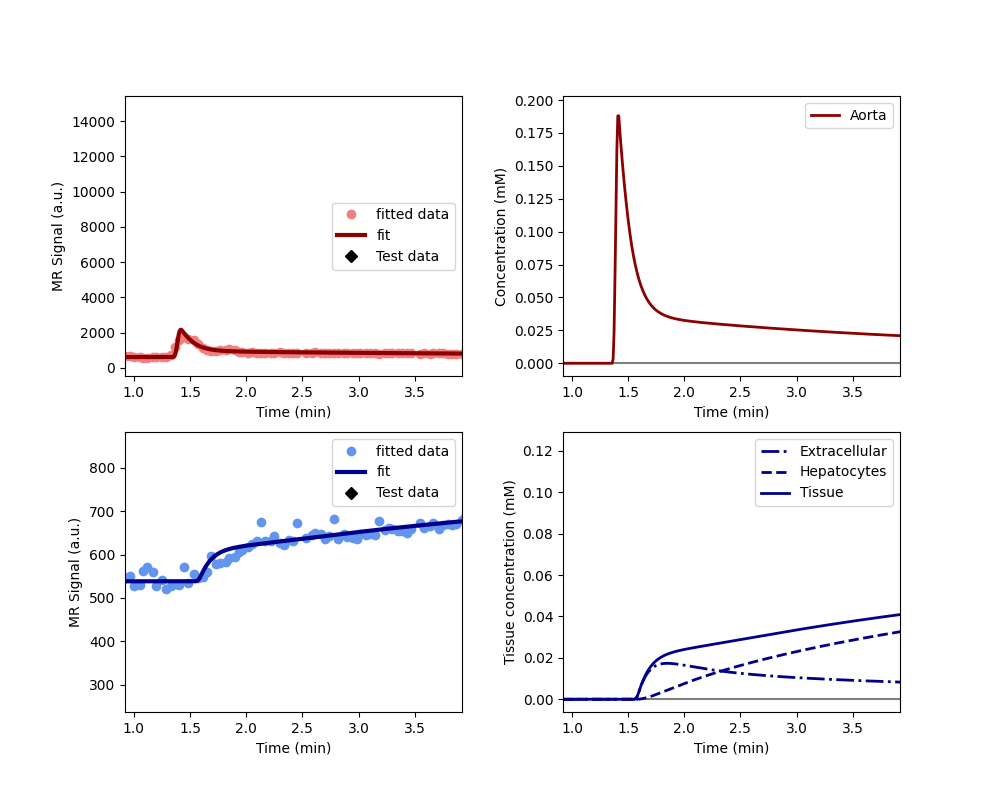 MR Signal (a.u.)
14000
12000
10000
8000
6000
4000
2000
0
1.0 1.5 2.0 2.5 3.0 3.5
Time (min)
fitted data
fit
Test data
Concentration (mM)
0.200
0.175
0.150
0.125
0.100
0.075
0.050
0.025
0.000
1.0 1.5 2.0 2.5 3.0 3.5
Time (min)
Aorta
MR Signal (a.u.)
800
700
600
500
400
300
1.0 1.5 2.0 2.5 3.0 3.5
Time (min)
fitted data
fit
Test data
Tissue concentration (mM)
0.12
0.10
0.08
0.06
0.04
0.02
0.00
1.0 1.5 2.0 2.5 3.0 3.5
Time (min)
Extracellular
Hepatocytes
Tissue